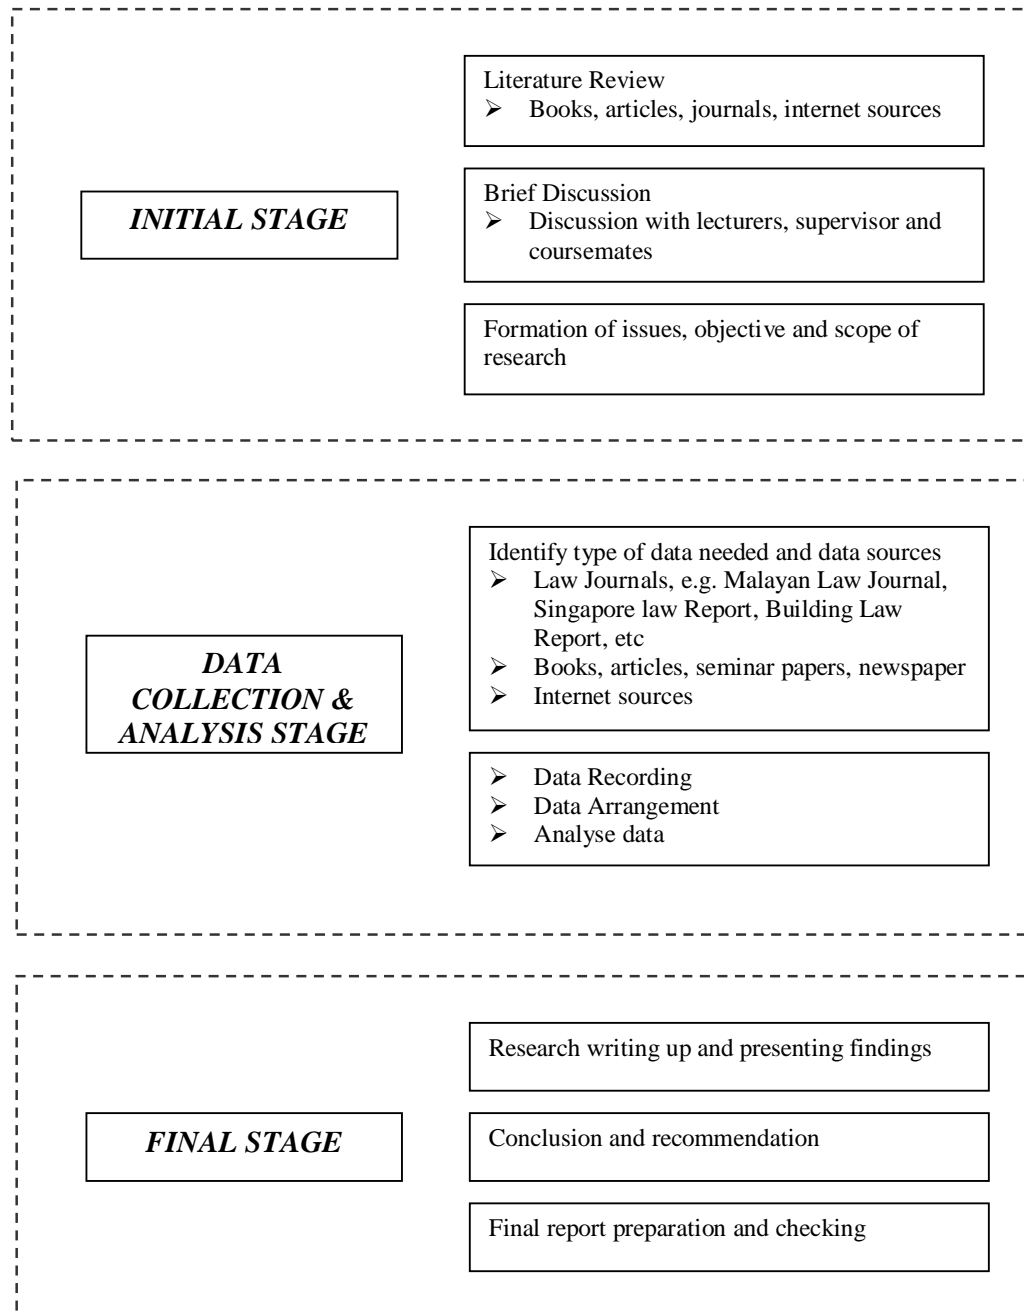 INITIAL STAGE
Literature Review
➢ Books, articles, journals, internet sources
Brief Discussion
➢ Discussion with lecturers, supervisor and
coursemates
Formation of issues, objective and scope of
research
DATA
COLLECTION &
ANALYSIS STAGE
Identify type of data needed and data sources
➢ Law Journals, e.g. Malayan Law Journal,
Singapore law Report, Building Law
Report, etc
➢ Books, articles, seminar papers, newspaper
➢ Internet sources
➢ Data Recording
➢ Data Arrangement
➢ Analyse data
FINAL STAGE
Research writing up and presenting findings
Conclusion and recommendation
Final report preparation and checking